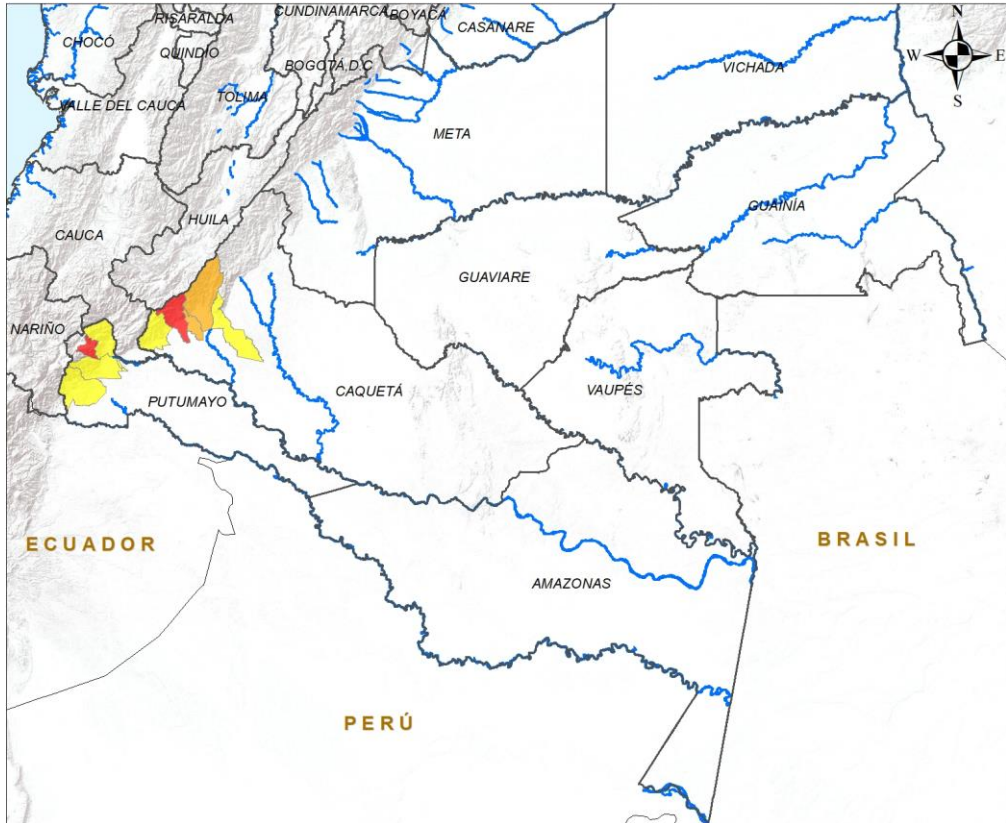 CUNDINAMARCA
BOYACÁ
RISARALDA
CASANARE
N
CHOCÓ
QUINDÍO
W
E
BOGOTÁ D.C
VICHADA
S
TOLIMA
VALLE DEL CAUCA
META
GUAINÍA
HUILA
CAUCA
GUAVIARE
NARIÑO
CAQUETÁ
VAUPÉS
PUTUMAYO
ECUADOR
BRASIL
AMAZONAS
PERÚ